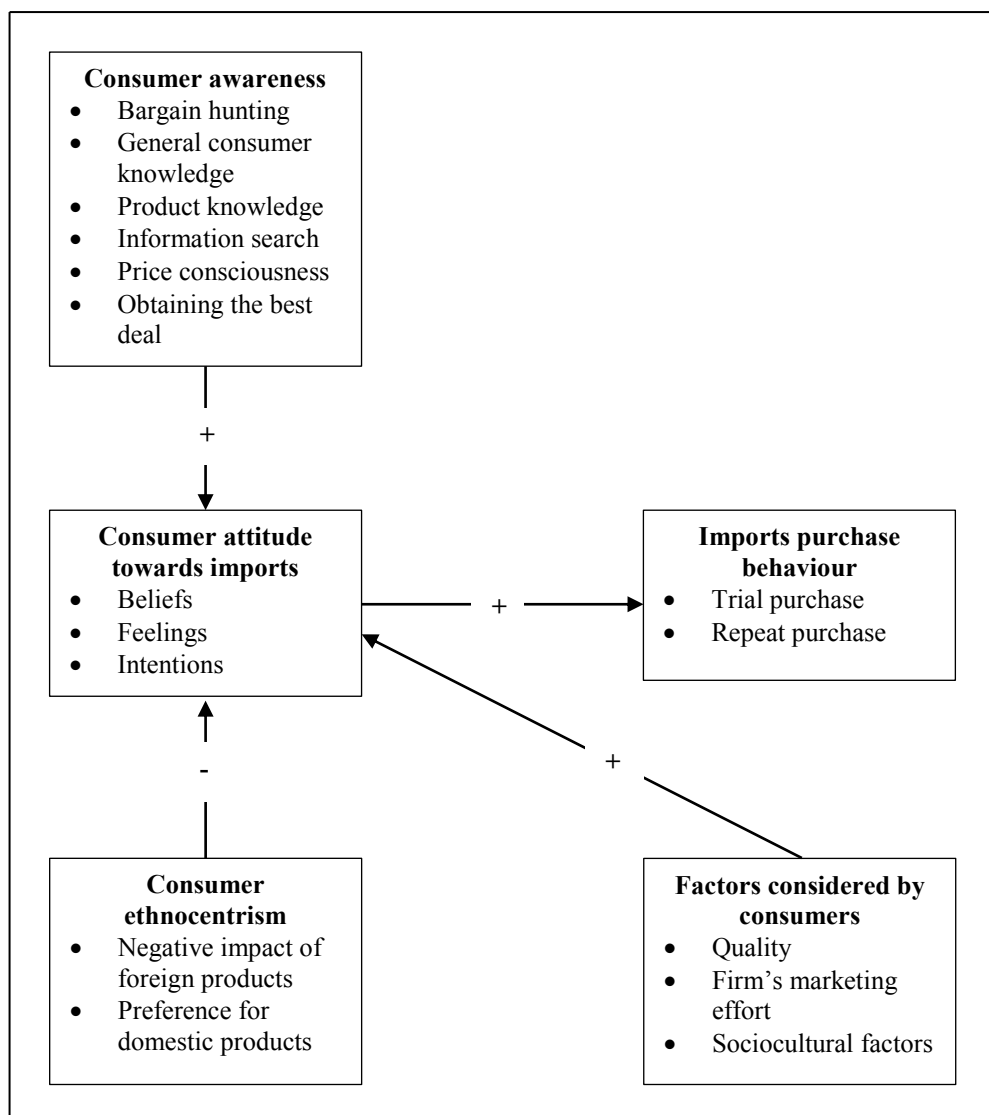 Consumer awareness
• Bargain hunting
• General consumer
knowledge
• Product knowledge
• Information search
• Price consciousness
• Obtaining the best
deal
+
Consumer attitude
towards imports
• Beliefs
• Feelings
• Intentions
+
Imports purchase
behaviour
• Trial purchase
• Repeat purchase
-
+
Consumer
ethnocentrism
• Negative impact of
foreign products
• Preference for
domestic products
Factors considered by
consumers
• Quality
• Firm’s marketing
effort
• Sociocultural factors